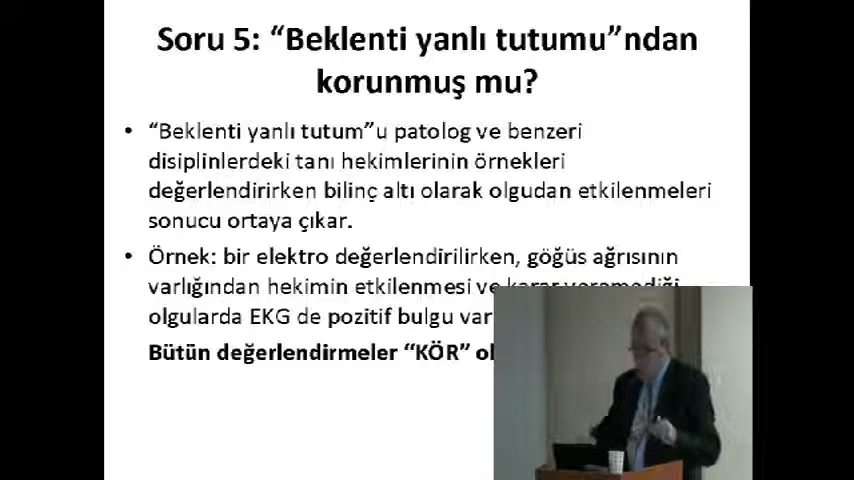 Soru 5: “Beklenti yanlı tutumu”ndan
korunmuş mu?
• “Beklenti yanlı tutum”u patolog ve benzeri
disiplinlerdeki tanı hekimlerinin örnekleri
değerlendirirken bilinç altı olarak olgudan etkilenmeleri
sonucu ortaya çıkar.
• Örnek: bir elektro değerlendirilirken, göğüs ağrısının
varlığından hekimin etkilenmesi ve karar veremediği
olgularda EKG de pozitif bulgu var
Bütün değerlendirmeler “KÖR”